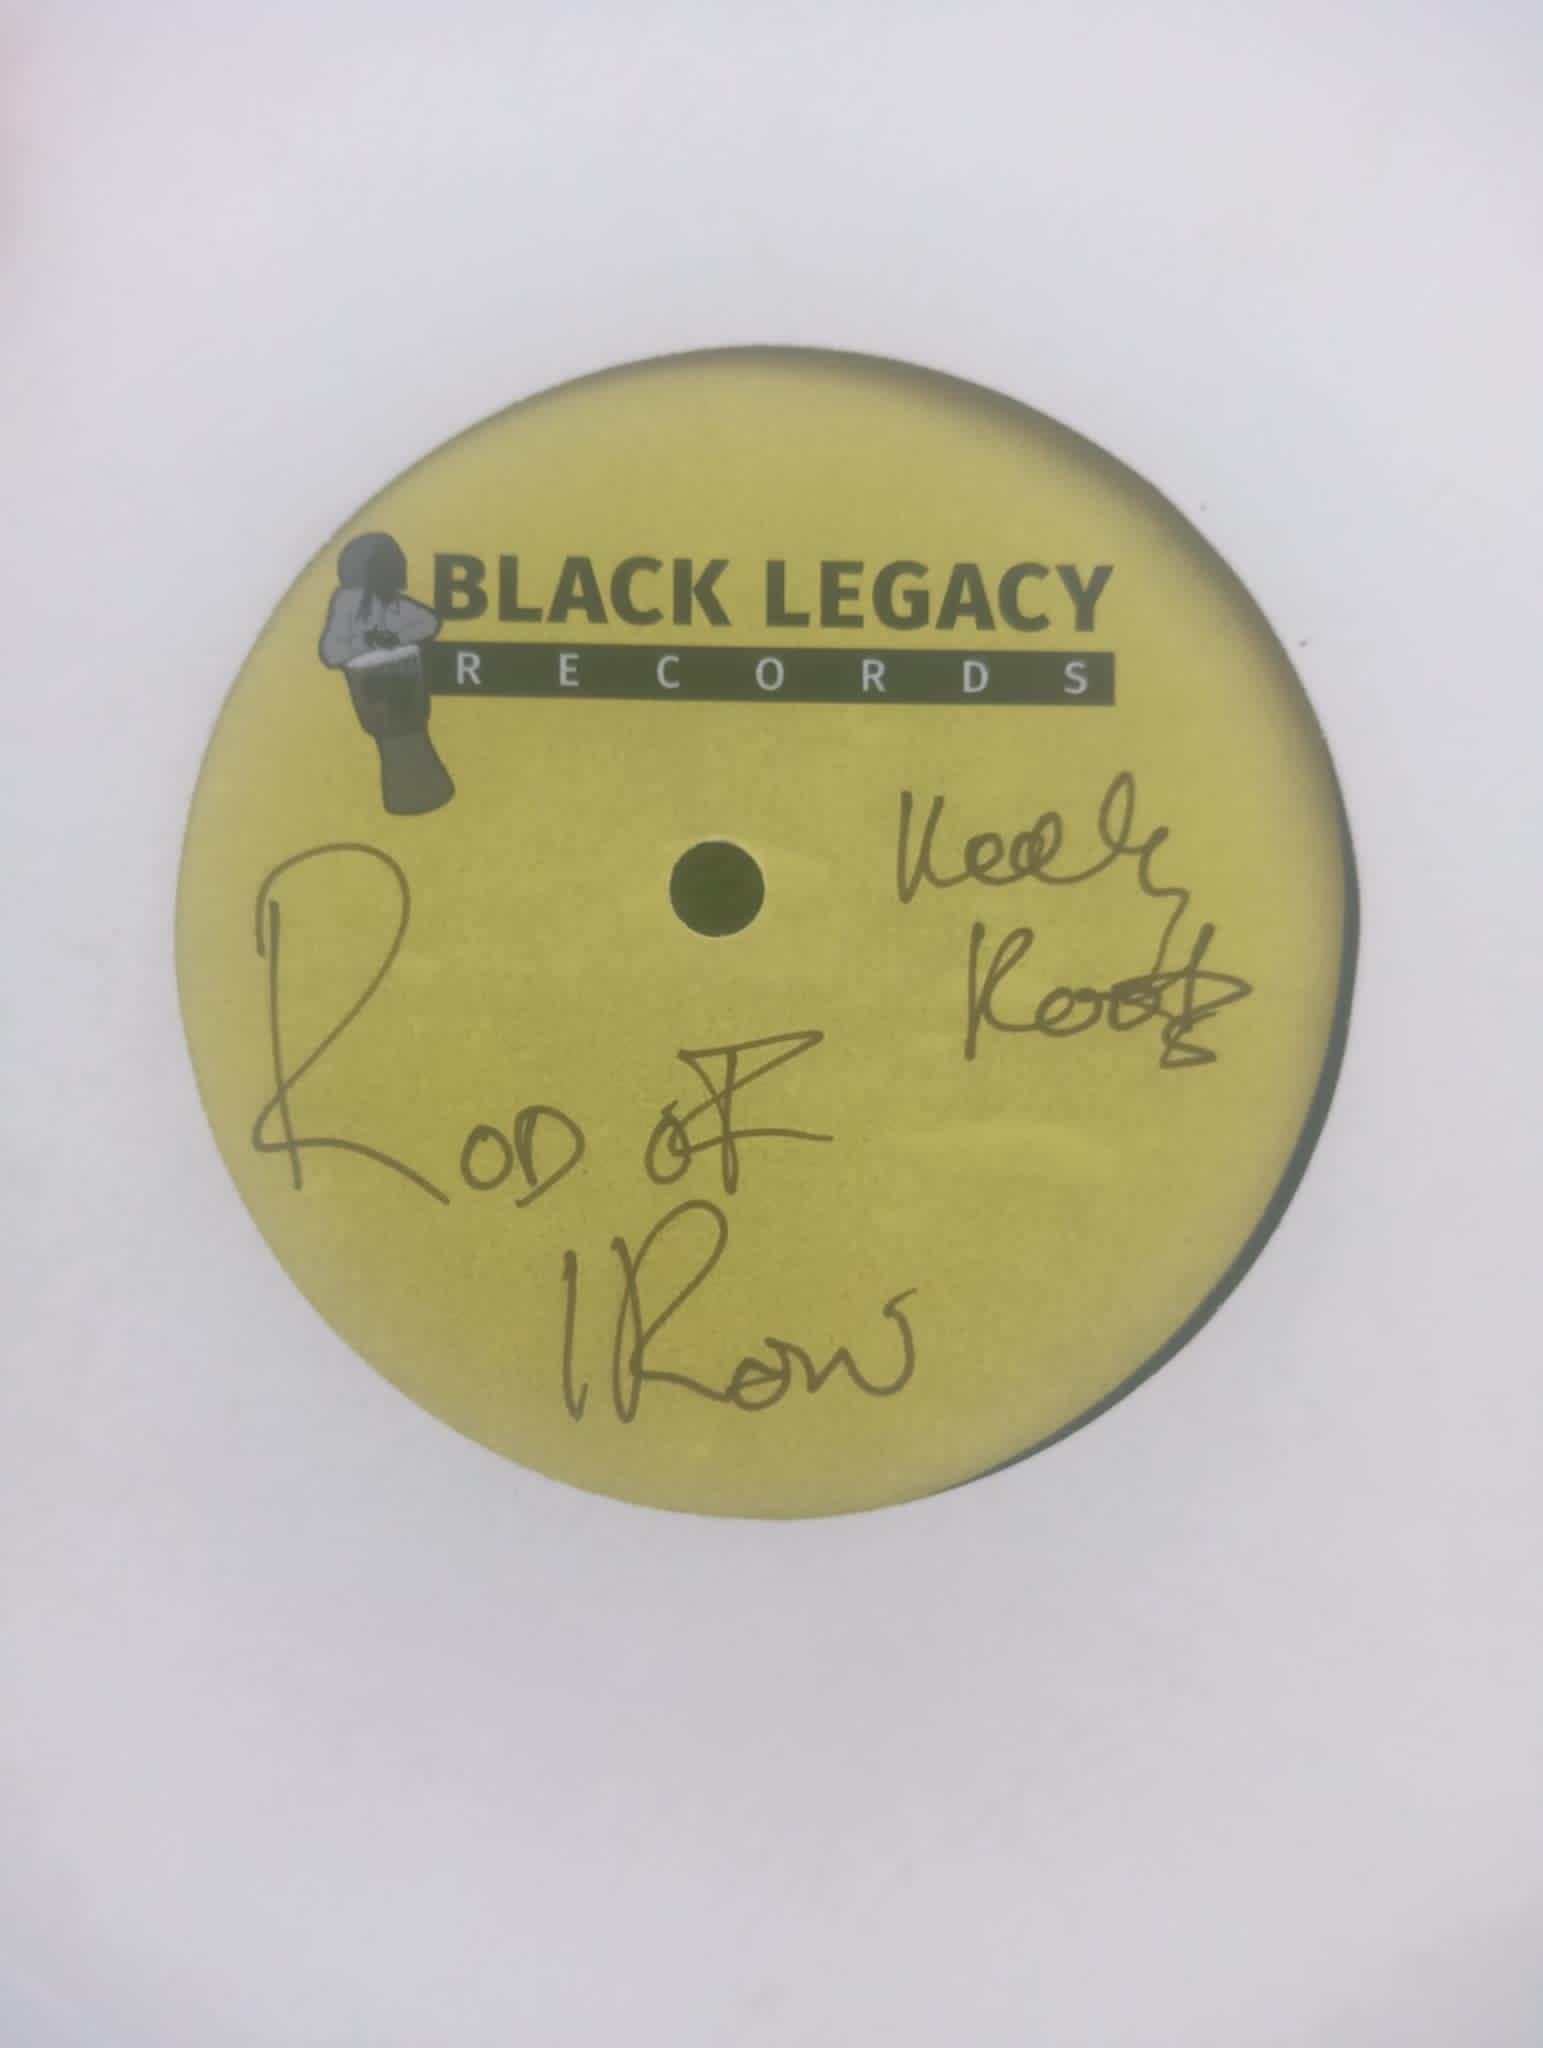 BLACK LEGACY
RECORDS
Keety
Roots
ROD OF
IRON